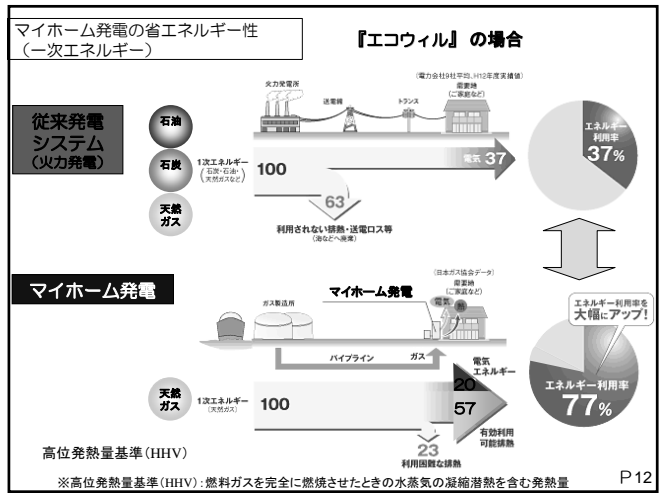 マイホーム発電の省エネルギー性
（一次エネルギー）
『エコウィル』 の場合
（電力会社9社平均、H12年度実績値）
火力発電所
送電線
トランス
需要地
（ご家庭など）
従来発電
システム
（火力発電）
石油
石炭
天然
ガス
1次エネルギー
（石炭・石油・
天然ガスなど）
100
電気 37
63
利用されない排熱・送電ロス等
（海などへ廃棄）
エネルギー
利用率
37%
マイホーム発電
（日本ガス協会データ）
需要地
（ご家庭など）
ガス製造所
マイホーム発電
電気
熱
パイプライン
ガス
天然
ガス
1次エネルギー
（天然ガス）
100
電気
エネルギー
20
57
有効利用
可能排熱
23
利用困難な排熱
エネルギー利用率を
大幅にアップ！
エネルギー利用率
77%
高位発熱量基準（HHV）
※高位発熱量基準（HHV）：燃料ガスを完全に燃焼させたときの水蒸気の凝縮潜熱を含む発熱量
P12